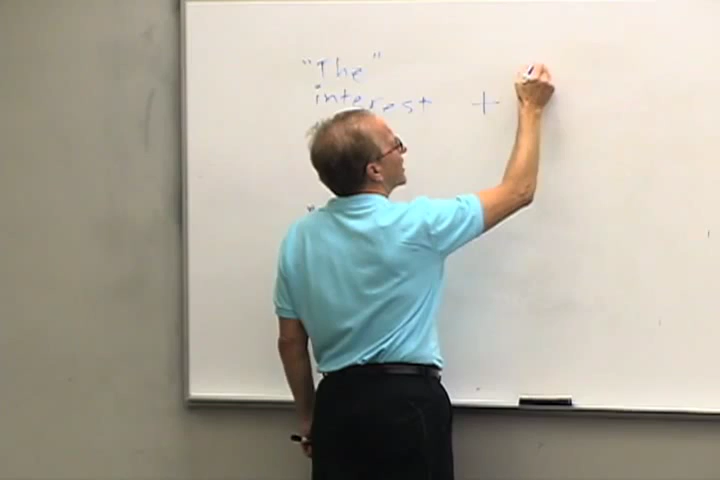 "The"
interest +
"